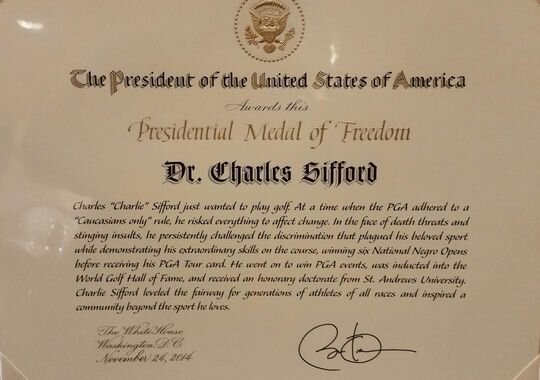 The President of the United States of America
Awards this
Presidential Medal of Freedom
Dr. Charles Sifford
Charles "Charlie" Sifford just wanted to play golf. At a time when the PGA adhered to a
"Caucasians only" rule, he risked everything to affect change. In the face of death threats and
stinging insults, he persistently challenged the discrimination that plagued his beloved sport
while demonstrating his extraordinary skills on the course, winning six National Negro Opens
before receiving his PGA Tour card. He went on to win PGA events, was inducted into the
World Golf Hall of Fame, and received an honorary doctorate from St. Andrews University.
Charlie Sifford leveled the fairway for generations of athletes of all races and inspired a
community beyond the sport he loves.
The White House
Washington, D.C.
November 24, 2014